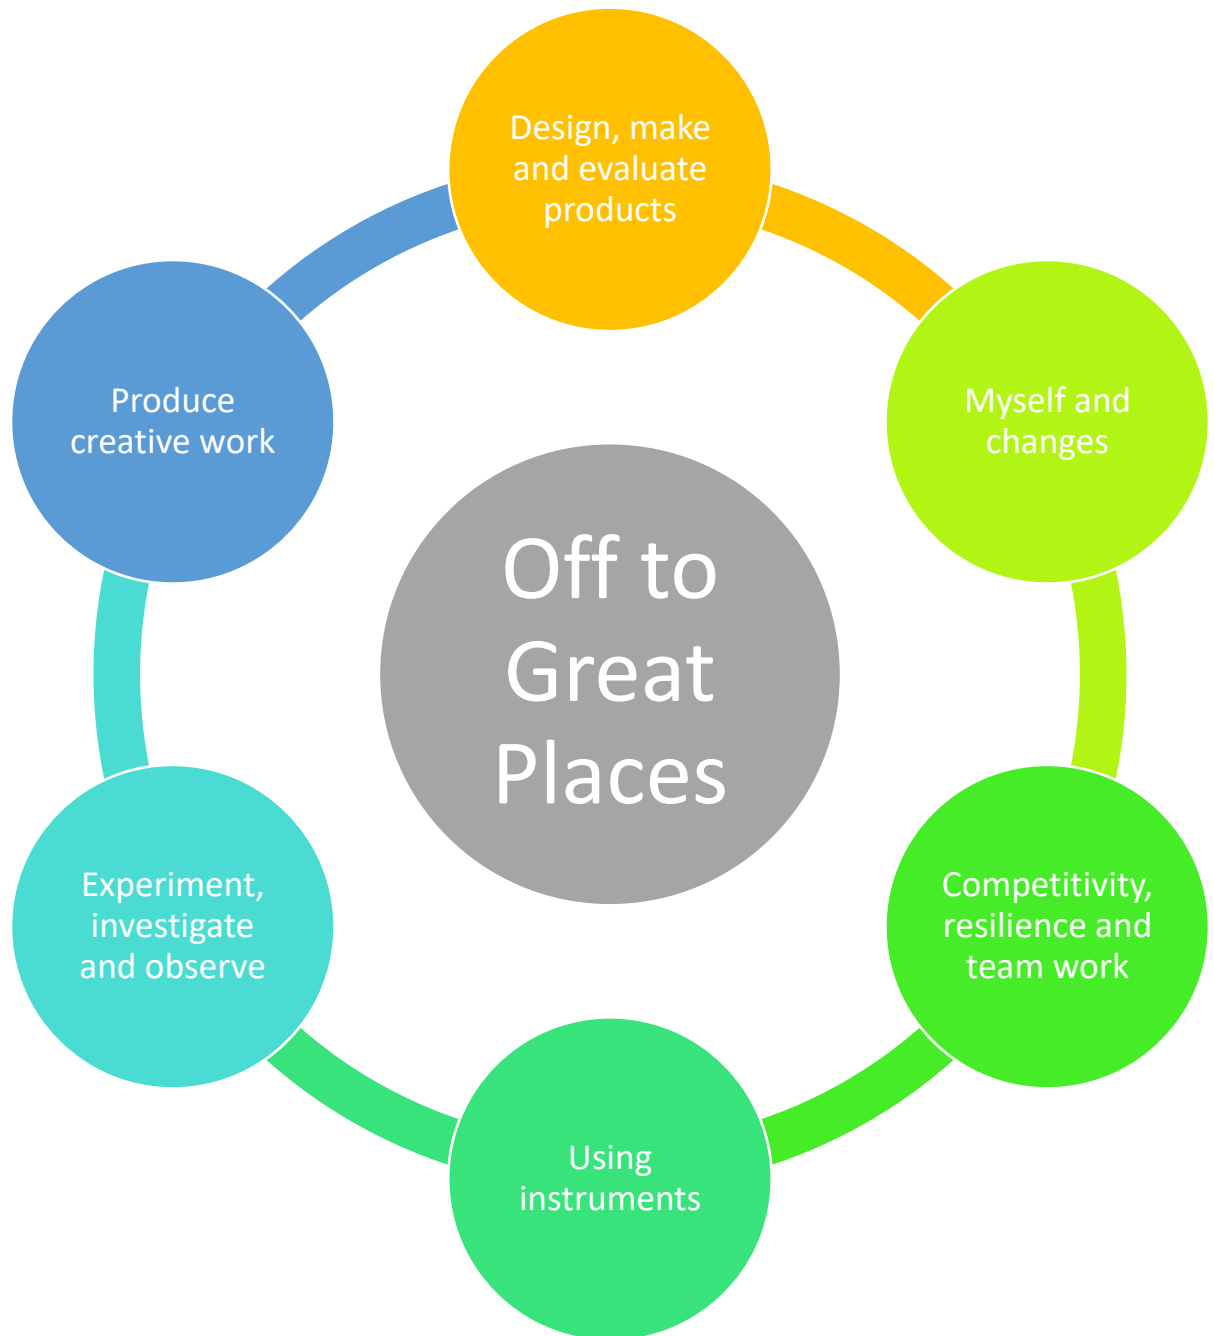 Design, make
and evaluate
products
Myself and
changes
Competitivity,
resilience and
team work
Using
instruments
Experiment,
investigate
and observe
Produce
creative work
Off to
Great
Places